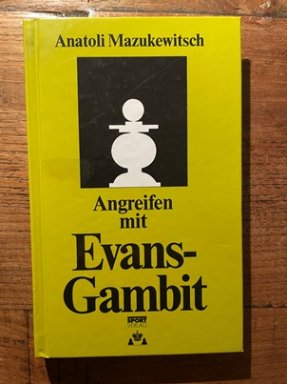 Anatoli Mazukewitsch
Angreifen
mit
Evans-
Gambit
SPORT
VERLAG